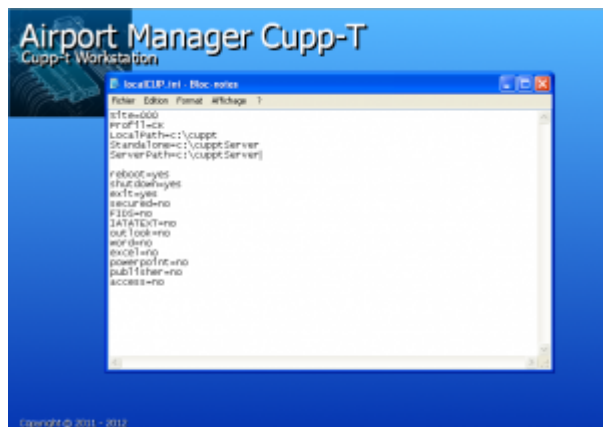 Airport Manager Cupp-T
Cupp-t Workstation
localCUP.ini - Bloc-notes
Fichier Edition Format Affichage ?
site=000
Profil=CK
LocalPath=c:\cuppt
Standalone=c:\cupptServer
ServerPath=c:\cupptServer
reboot=yes
shutdown=yes
exit=yes
secured=no
FIDS=no
IATATEXT=no
outlook=no
word=no
excel=no
powerpoint=no
publisher=no
access=no
Copyright @ 2011 - 2012